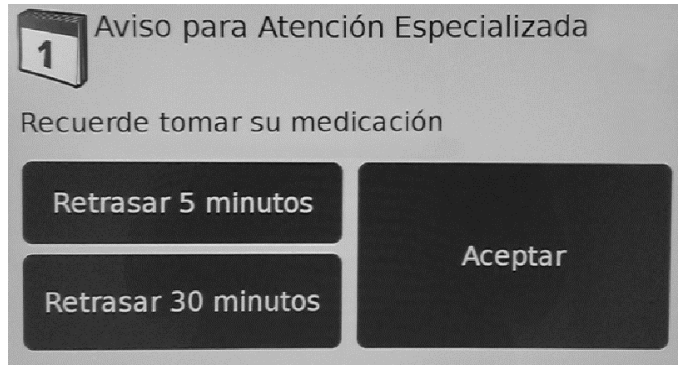 1
Aviso para Atención Especializada
Recuerde tomar su medicación
Retrasar 5 minutos
Retrasar 30 minutos
Aceptar